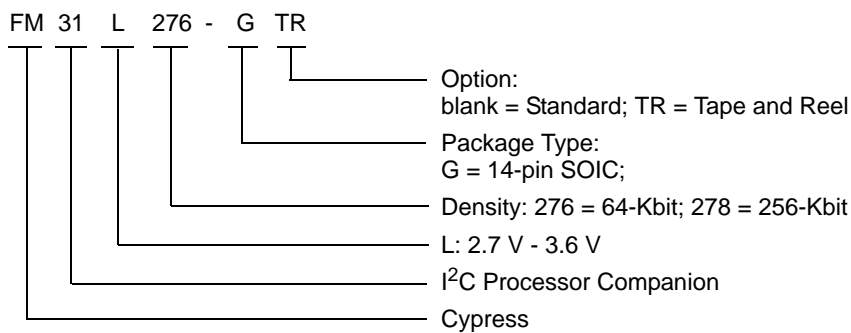 FM 31 L 276 - G TR
Option:
blank = Standard; TR = Tape and Reel
Package Type:
G = 14-pin SOIC;
Density: 276 = 64-Kbit; 278 = 256-Kbit
L: 2.7 V - 3.6 V
I²C Processor Companion
Cypress